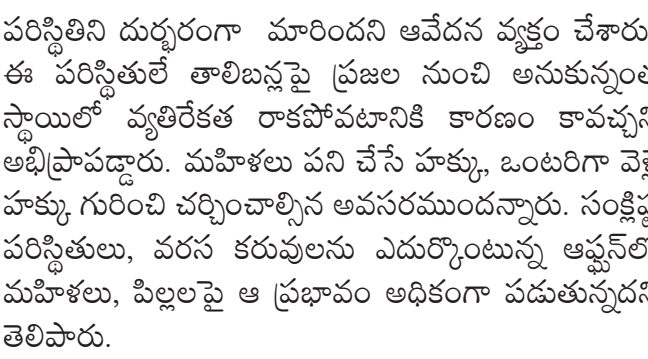 పరిస్థితిని దుర్భరంగా మారిందని ఆవేదన వ్యక్తం చేశారు
ఈ పరిస్థితులే తాలిబన్లపై ప్రజల నుంచి అనుకున్నంత
స్థాయిలో వ్యతిరేకత రాకపోవటానికి కారణం కావచ్చని
అభిప్రాపడ్డారు. మహిళలు పని చేసే హక్కు, ఒంటరిగా వెళ్లే
హక్కు గురించి చర్చించాల్సిన అవసరముందన్నారు. సంక్లిష్ట
పరిస్థితులు, వరస కరువులను ఎదుర్కొంటున్న ఆఫ్ఘన్‌లో
మహిళలు, పిల్లలపై ఆ ప్రభావం అధికంగా పడుతున్నదని
తెలిపారు.